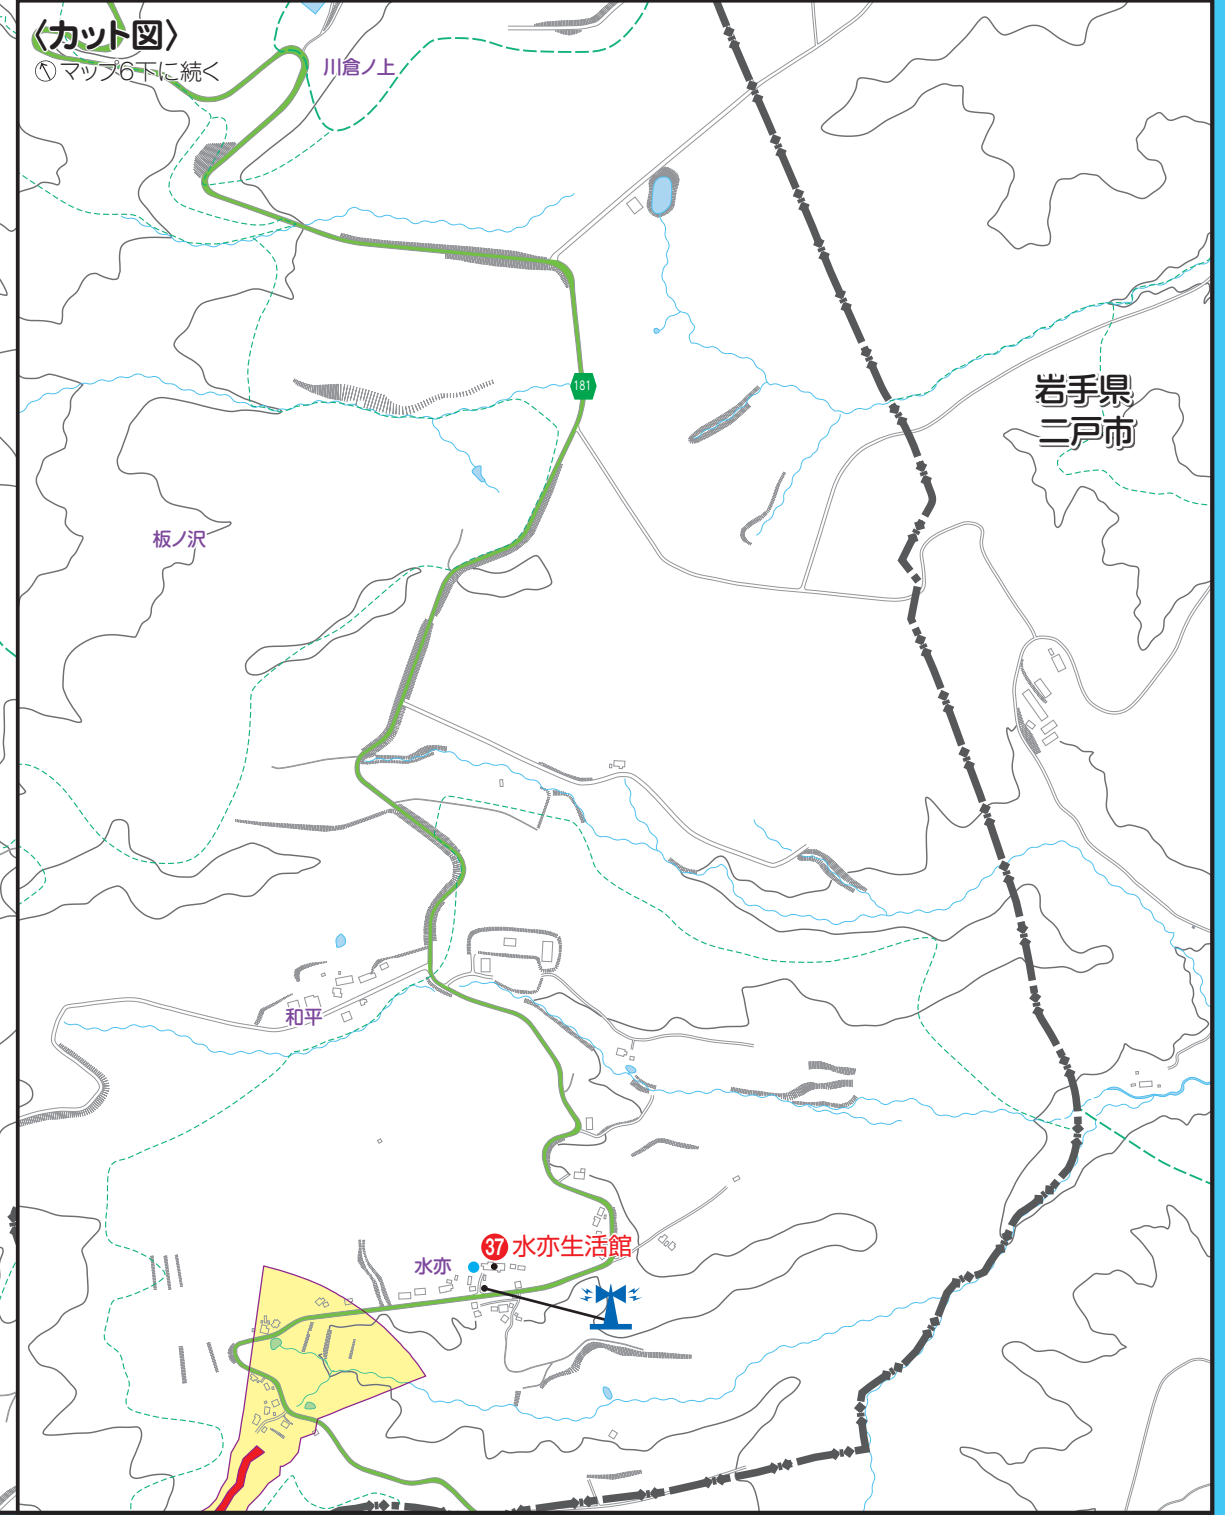 〈カット図〉
マップ6下に続く
川倉ノ上
181
岩手県
二戸市
板ノ沢
和平
37 水亦生活館
水亦